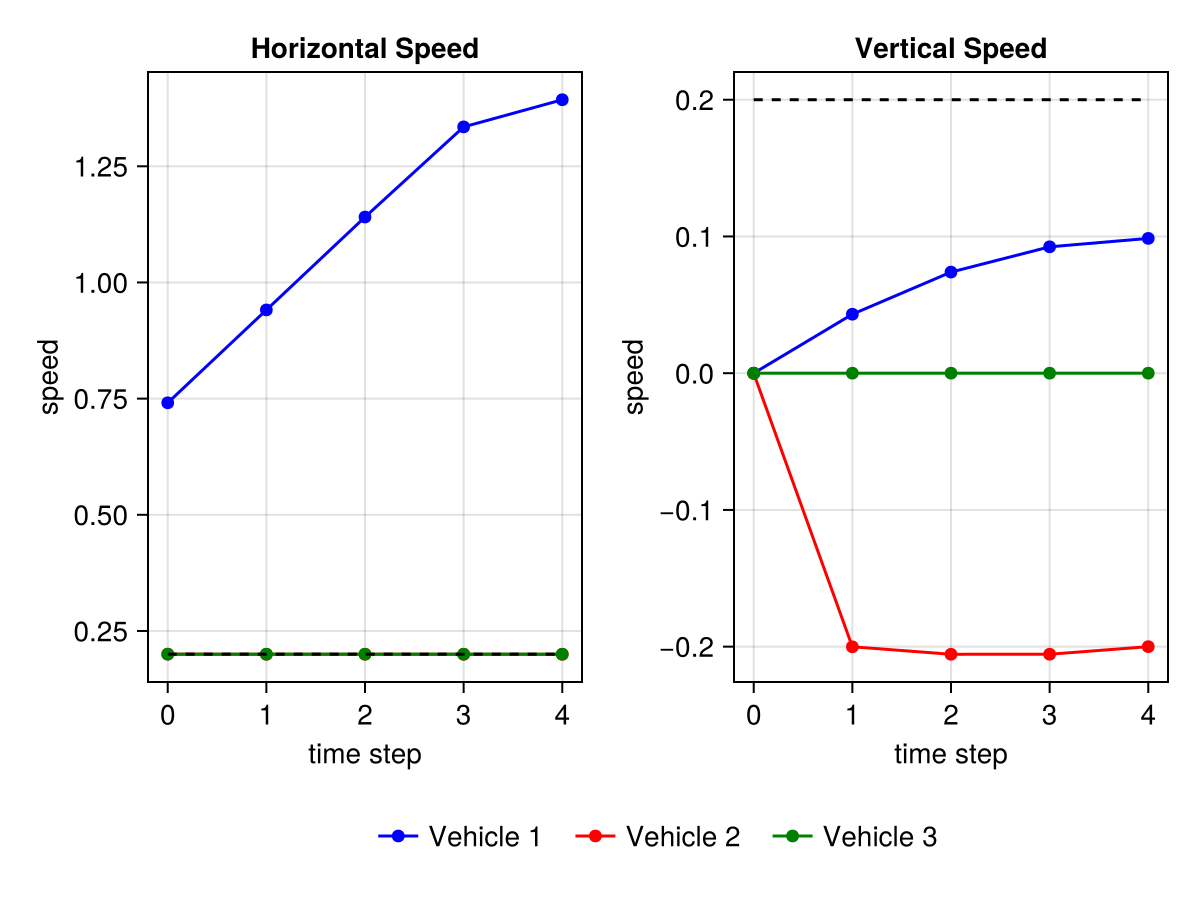 Horizontal Speed
speed
1.25
1.00
0.75
0.50
0.25
0 1 2 3 4
time step
Vertical Speed
speed
0.2
0.1
0.0
−0.1
−0.2
0 1 2 3 4
time step
Vehicle 1 Vehicle 2 Vehicle 3